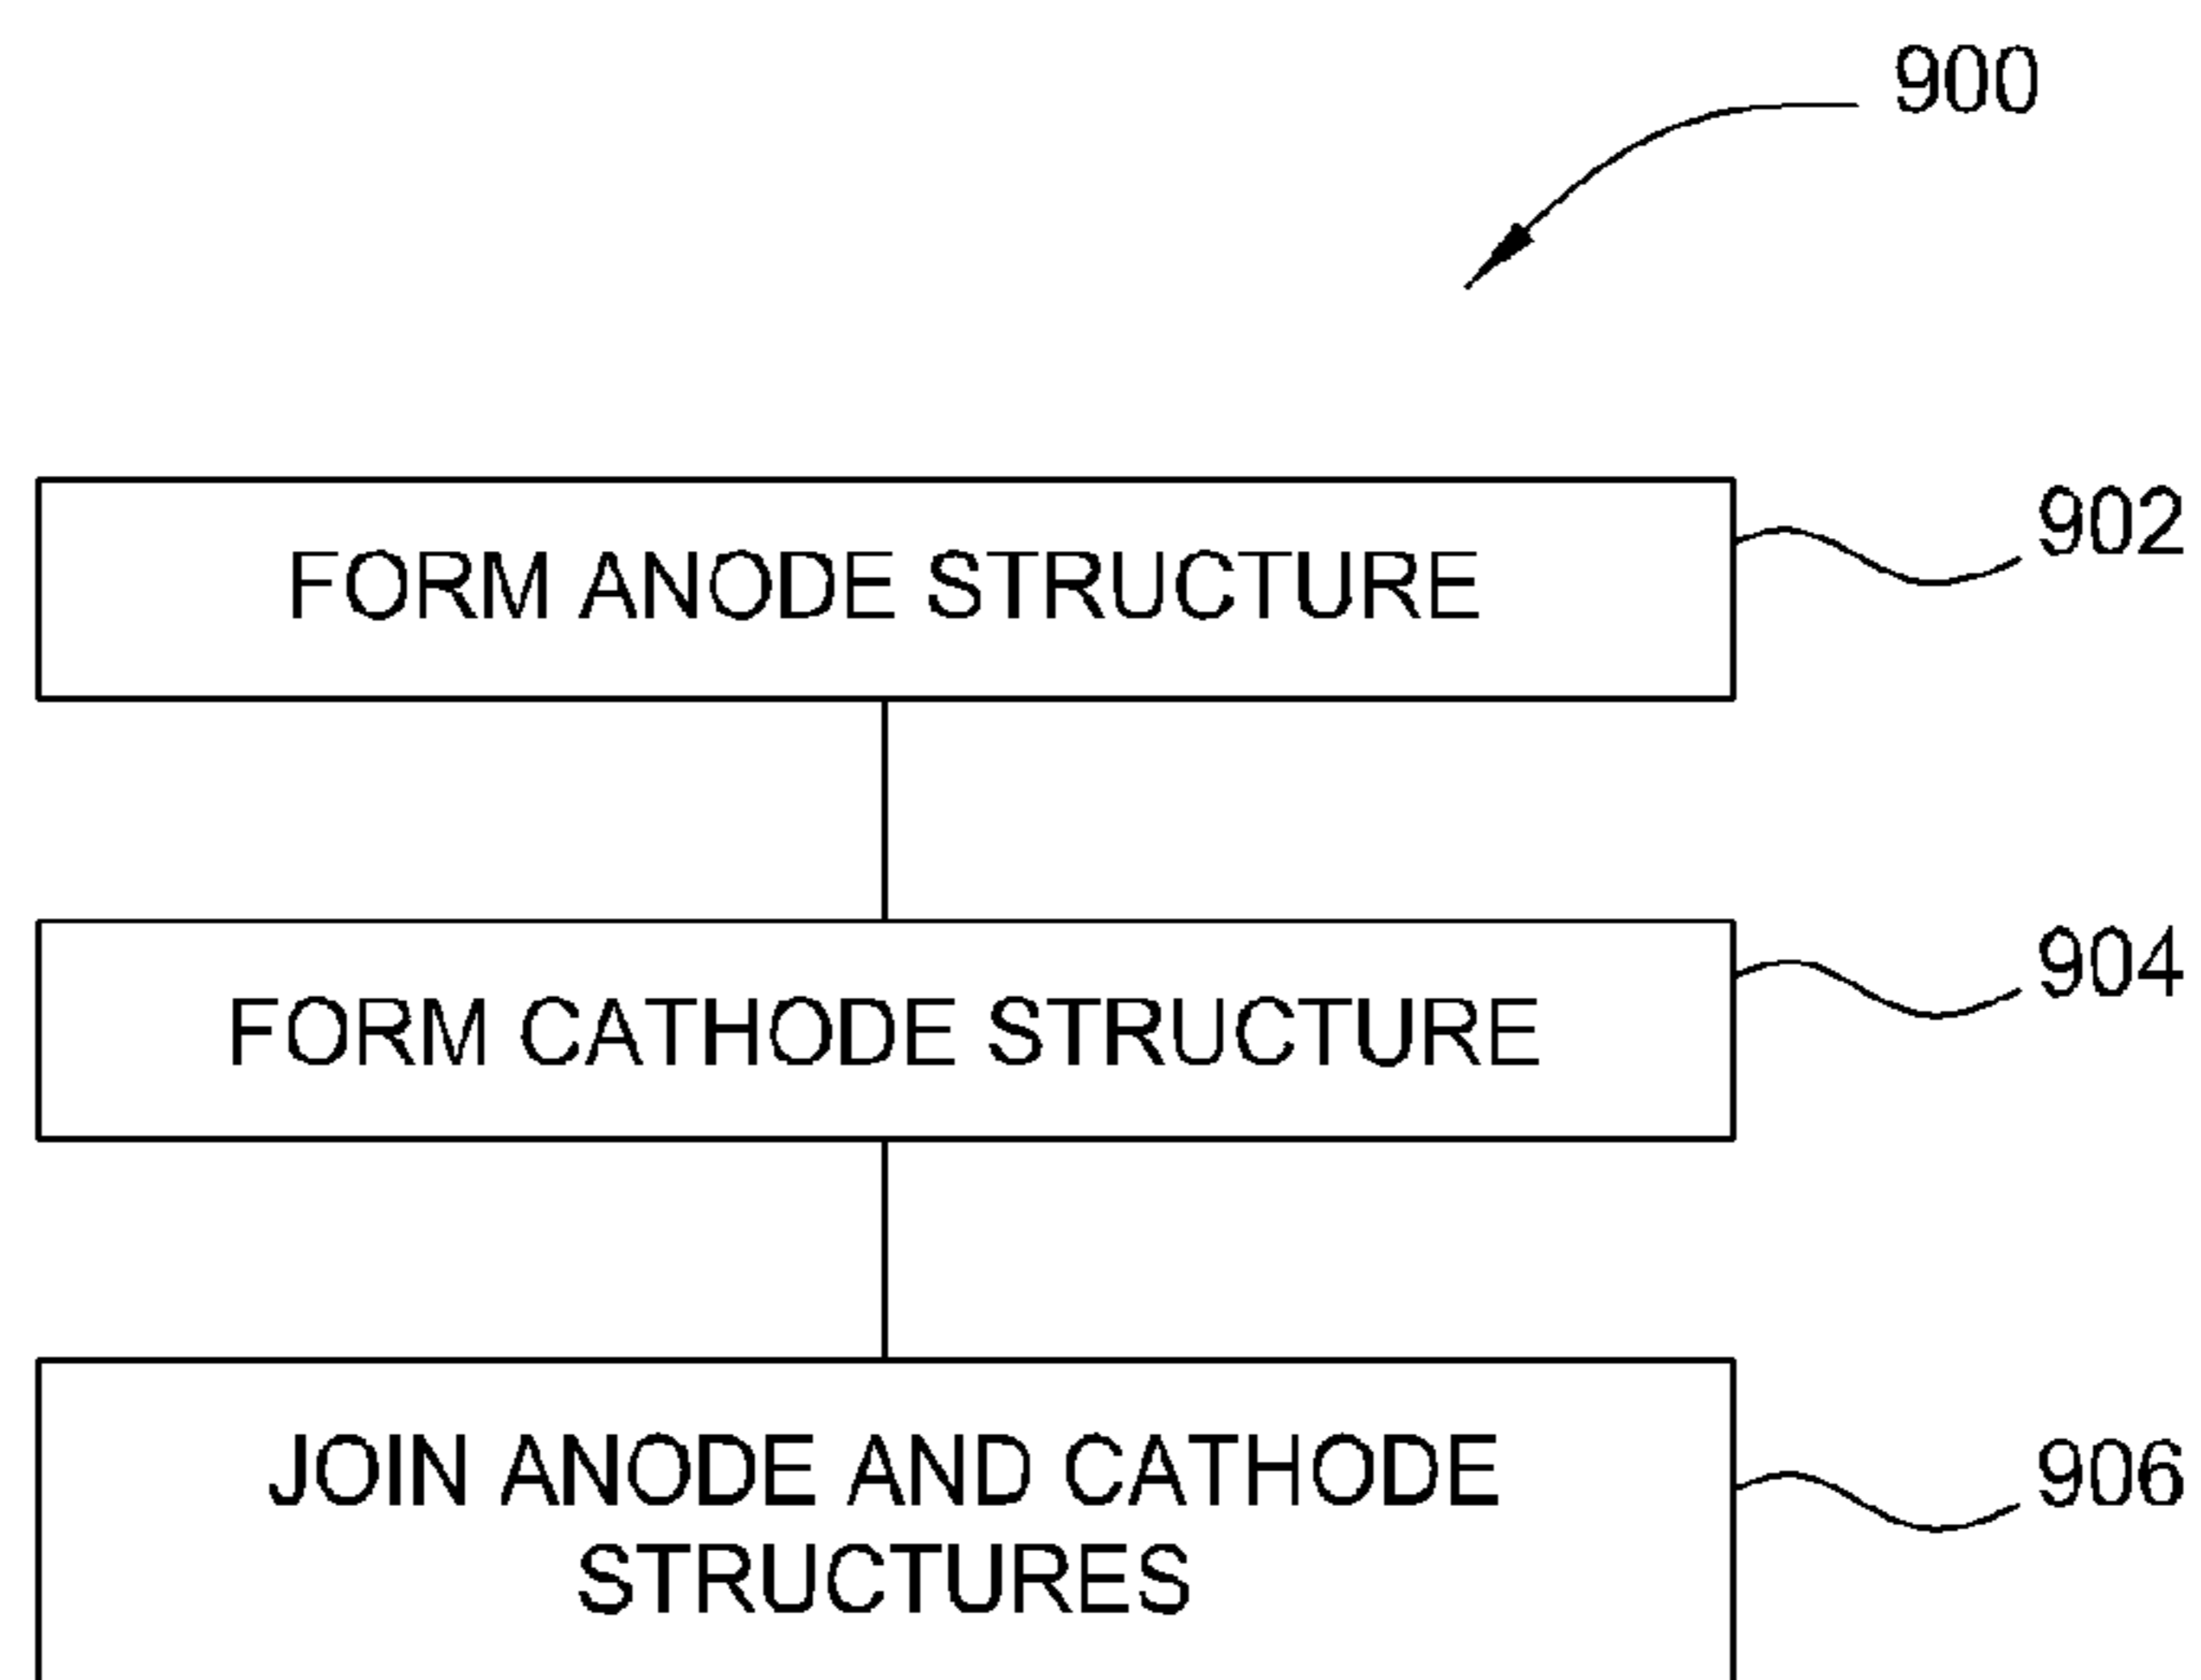 900
FORM ANODE STRUCTURE
902
FORM CATHODE STRUCTURE
904
JOIN ANODE AND CATHODE
STRUCTURES
906